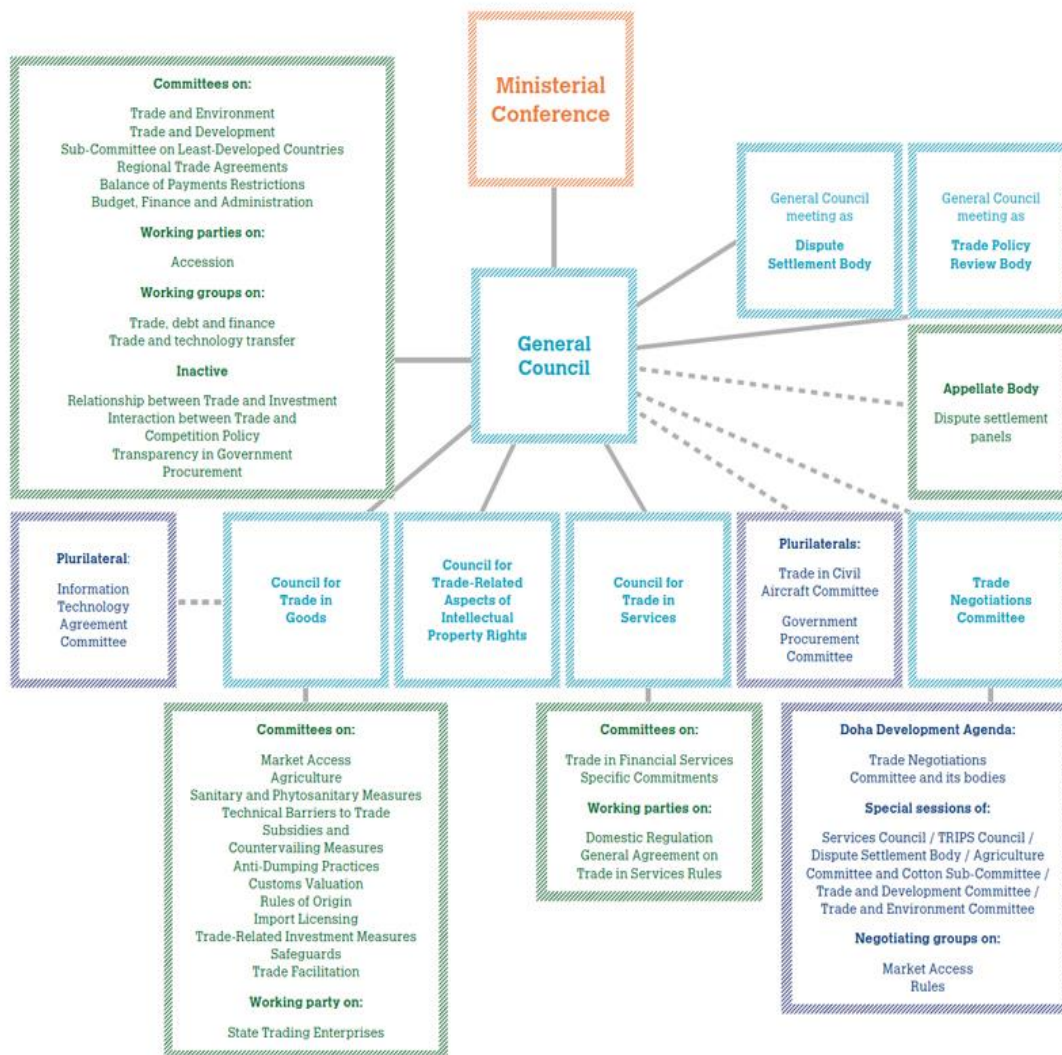 Ministerial
Conference
Committees on:
Trade and Environment
Trade and Development
Sub-Committee on Least-Developed Countries
Regional Trade Agreements
Balance of Payments Restrictions
Budget, Finance and Administration
Working parties on:
Accession
Working groups on:
Trade, debt and finance
Trade and technology transfer
Inactive
Relationship between Trade and Investment
Interaction between Trade and
Competition Policy
Transparency in Government
Procurement
General Council
meeting as
Dispute
Settlement Body
General Council
meeting as
Trade Policy
Review Body
General
Council
Appellate Body
Dispute settlement
panels
Plurilateral:
Information
Technology
Agreement
Committee
Council for
Trade in
Goods
Council for
Trade-Related
Aspects of
Intellectual
Property Rights
Council for
Trade in
Services
Plurilaterals:
Trade in Civil
Aircraft Committee
Government
Procurement
Committee
Trade
Negotiations
Committee
Committees on:
Market Access
Agriculture
Sanitary and Phytosanitary Measures
Technical Barriers to Trade
Subsidies and
Countervailing Measures
Anti-Dumping Practices
Customs Valuation
Rules of Origin
Import Licensing
Trade-Related Investment Measures
Safeguards
Trade Facilitation
Working party on:
State Trading Enterprises
Committees on:
Trade in Financial Services
Specific Commitments
Working parties on:
Domestic Regulation
General Agreement on
Trade in Services Rules
Doha Development Agenda:
Trade Negotiations
Committee and its bodies
Special sessions of:
Services Council / TRIPS Council /
Dispute Settlement Body / Agriculture
Committee and Cotton Sub-Committee /
Trade and Development Committee /
Trade and Environment Committee
Negotiating groups on:
Market Access
Rules